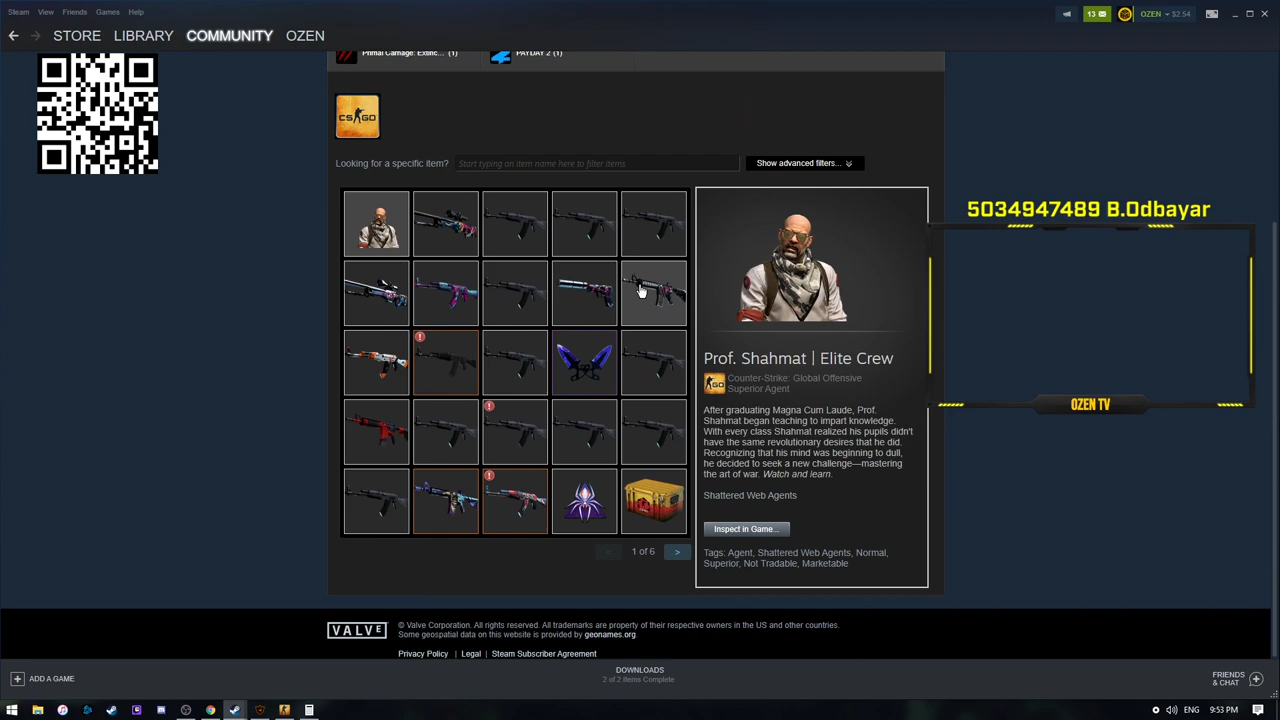 Steam View Friends Games Help
13 OZEN $2.54
STORE LIBRARY COMMUNITY OZEN
Primal Carnage: Extinc... (1) PAYDAY 2 (1)
CS GO
Looking for a specific item? Start typing an item name here to filter items Show advanced filters...
5034947489 B.Odbayar
OZEN TV
Prof. Shahmat | Elite Crew
Counter-Strike: Global Offensive
Superior Agent
After graduating Magna Cum Laude, Prof.
Shahmat began teaching to impart knowledge.
With every class Shahmat realized his pupils didn't
have the same revolutionary desires that he did.
Recognizing that his mind was beginning to dull,
he decided to seek a new challenge—mastering
the art of war. Watch and learn.
Shattered Web Agents
Inspect in Game...
Tags: Agent, Shattered Web Agents, Normal,
Superior, Not Tradable, Marketable
< 1 of 6 >
VALVE
© Valve Corporation. All rights reserved. All trademarks are property of their respective owners in the US and other countries.
Some geospatial data on this website is provided by geonames.org.
Privacy Policy | Legal | Steam Subscriber Agreement
+ ADD A GAME
DOWNLOADS
2 of 2 Items Complete
FRIENDS
& CHAT
ENG 9:53 PM